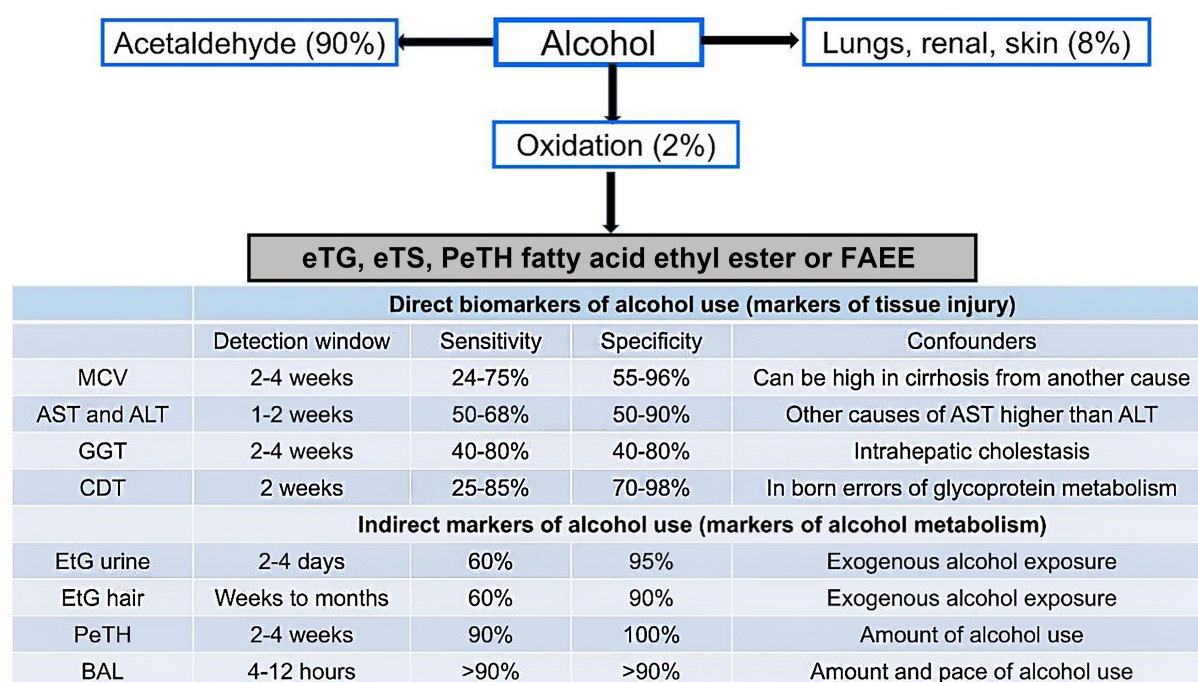 Acetaldehyde (90%) Alcohol Lungs, renal, skin (8%)
Oxidation (2%)
eTG, eTS, PeTH fatty acid ethyl ester or FAEE
Direct biomarkers of alcohol use (markers of tissue injury)
Detection window Sensitivity Specificity Confounders
MCV 2-4 weeks 24-75% 55-96% Can be high in cirrhosis from another cause
AST and ALT 1-2 weeks 50-68% 50-90% Other causes of AST higher than ALT
GGT 2-4 weeks 40-80% 40-80% Intrahepatic cholestasis
CDT 2 weeks 25-85% 70-98% In born errors of glycoprotein metabolism
Indirect markers of alcohol use (markers of alcohol metabolism)
EtG urine 2-4 days 60% 95% Exogenous alcohol exposure
EtG hair Weeks to months 60% 90% Exogenous alcohol exposure
PeTH 2-4 weeks 90% 100% Amount of alcohol use
BAL 4-12 hours >90% >90% Amount and pace of alcohol use